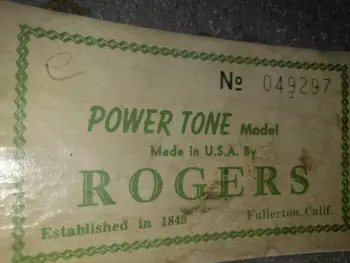 C
Nº 049297
POWER TONE Model
Made in U.S.A. By
ROGERS
Established in 1849 Fullerton, Calif.